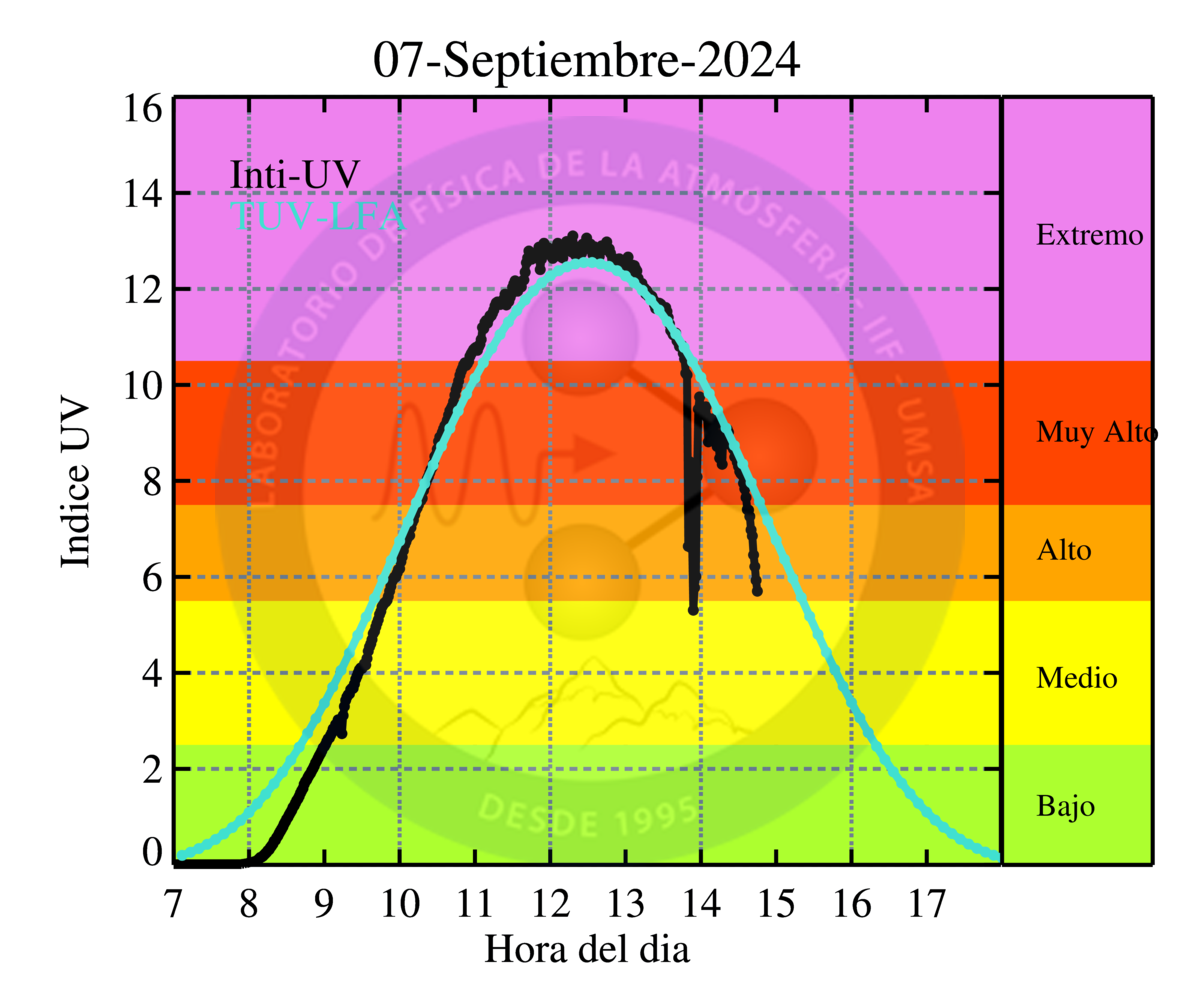 07-Septiembre-2024
Inti-UV
TUV-LFA
LABORATORIO DE FÍSICA DE LA ATMÓSFERA - IIF - UMSA
DESDE 1995
Indice UV
16
14
12
10
8
6
4
2
0
Extremo
Muy Alto
Alto
Medio
Bajo
7 8 9 10 11 12 13 14 15 16 17
Hora del dia